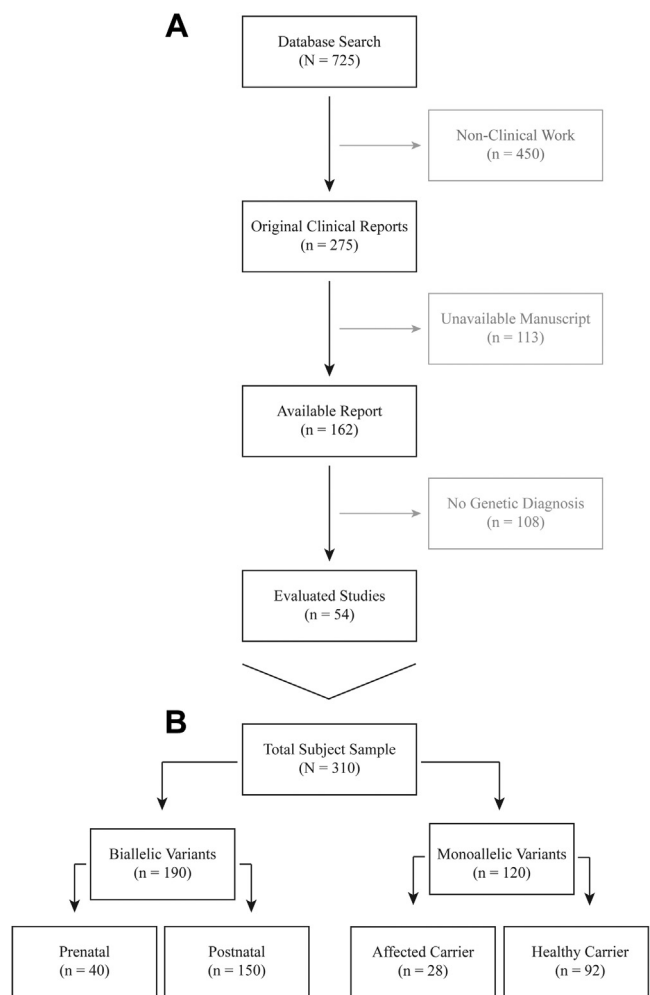 A
Database Search
(N = 725)
Non-Clinical Work
(n = 450)
Original Clinical Reports
(n = 275)
Unavailable Manuscript
(n = 113)
Available Report
(n = 162)
No Genetic Diagnosis
(n = 108)
Evaluated Studies
(n = 54)
B
Total Subject Sample
(N = 310)
Biallelic Variants
(n = 190)
Monoallelic Variants
(n = 120)
Prenatal
(n = 40)
Postnatal
(n = 150)
Affected Carrier
(n = 28)
Healthy Carrier
(n = 92)